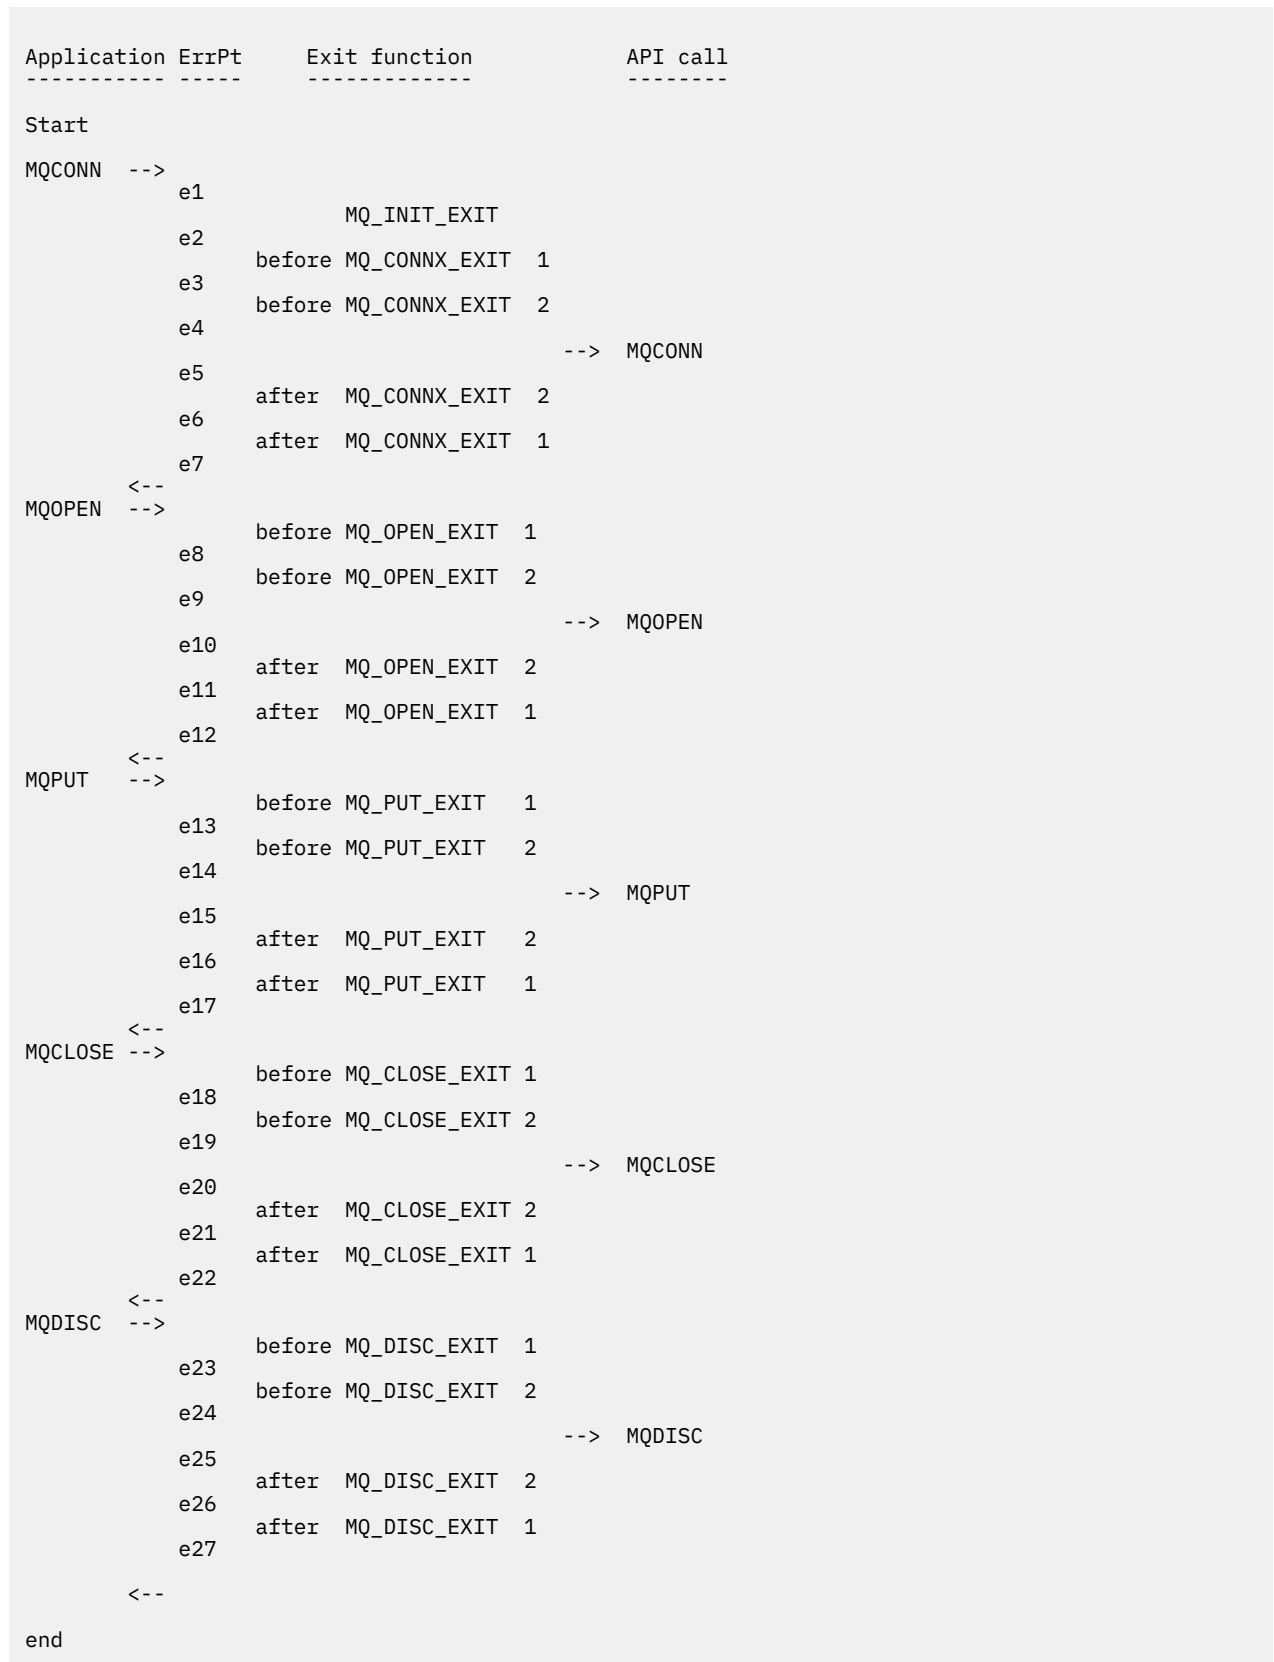 Application ErrPt     Exit function            API call
----------- -----     -------------            --------
Start
MQCONN  -->
            e1
                         MQ_INIT_EXIT
            e2
                  before MQ_CONNX_EXIT  1
            e3
                  before MQ_CONNX_EXIT  2
            e4
                                          -->  MQCONN
            e5
                  after  MQ_CONNX_EXIT  2
            e6
                  after  MQ_CONNX_EXIT  1
            e7
        <--
MQOPEN  -->
                  before MQ_OPEN_EXIT  1
            e8
                  before MQ_OPEN_EXIT  2
            e9
                                          -->  MQOPEN
            e10
                  after  MQ_OPEN_EXIT  2
            e11
                  after  MQ_OPEN_EXIT  1
            e12
        <--
MQPUT   -->
                  before MQ_PUT_EXIT   1
            e13
                  before MQ_PUT_EXIT   2
            e14
                                          -->  MQPUT
            e15
                  after  MQ_PUT_EXIT   2
            e16
                  after  MQ_PUT_EXIT   1
            e17
        <--
MQCLOSE -->
                  before MQ_CLOSE_EXIT 1
            e18
                  before MQ_CLOSE_EXIT 2
            e19
                                          -->  MQCLOSE
            e20
                  after  MQ_CLOSE_EXIT 2
            e21
                  after  MQ_CLOSE_EXIT 1
            e22
        <--
MQDISC  -->
                  before MQ_DISC_EXIT  1
            e23
                  before MQ_DISC_EXIT  2
            e24
                                          -->  MQDISC
            e25
                  after  MQ_DISC_EXIT  2
            e26
                  after  MQ_DISC_EXIT  1
            e27
        <--
end